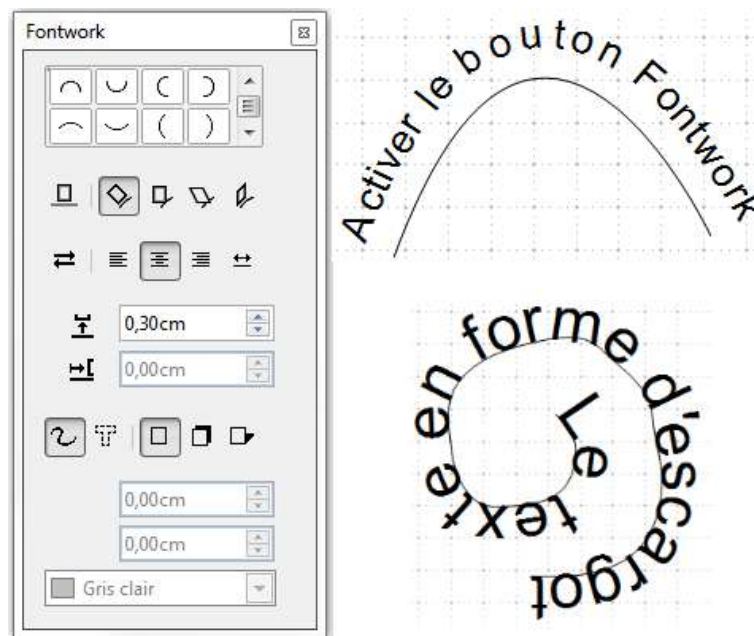 Fontwork
0,30cm
0,00cm
0,00cm
0,00cm
Gris clair
Activer le bouton Fontwork
Le texte en forme d'escargot